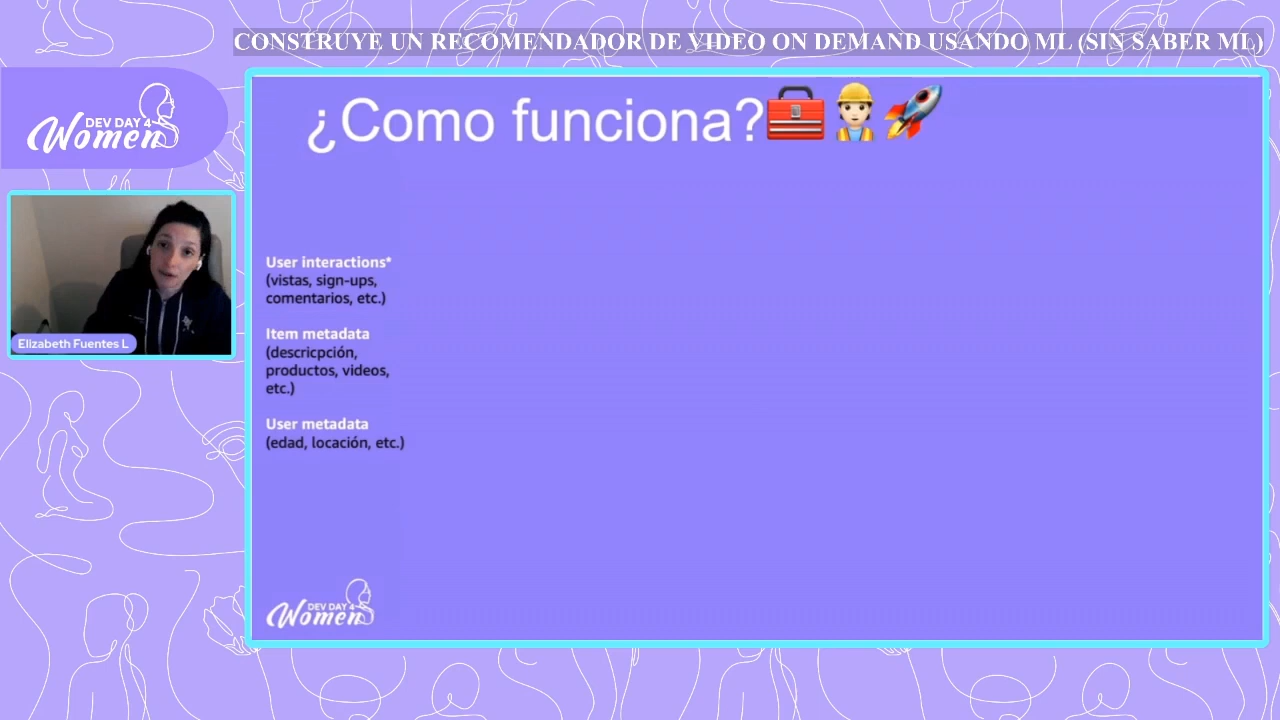 CONSTRUYE UN RECOMENDADOR DE VIDEO ON DEMAND USANDO ML (SIN SABER ML)
DEV DAY 4
Women
¿Como funciona?
User interactions*
(vistas, sign-ups,
comentarios, etc.)
Item metadata
(descricpción,
productos, videos,
etc.)
User metadata
(edad, locación, etc.)
Elizabeth Fuentes L
DEV DAY 4
Women